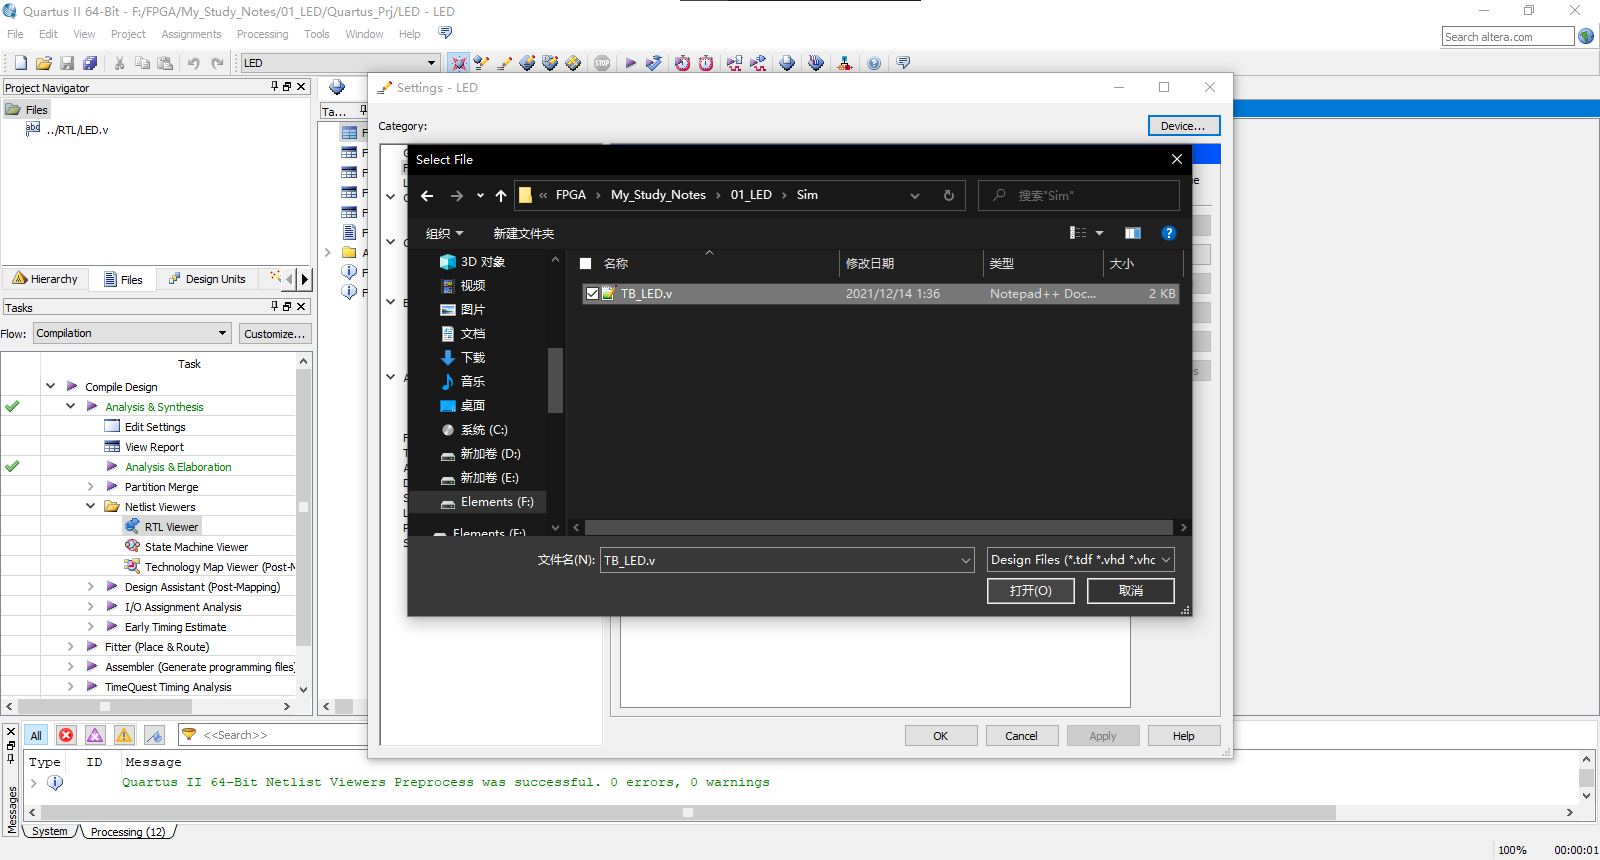 Quartus II 64-Bit - F:/FPGA/My_Study_Notes/01_LED/Quartus_Prj/LED - LED
File Edit View Project Assignments Processing Tools Window Help
Search altera.com
LED
Project Navigator
Files
../RTL/LED.v
Hierarchy Files Design Units
Tasks
Flow: Compilation Customize...
Task
Compile Design
Analysis & Synthesis
Edit Settings
View Report
Analysis & Elaboration
Partition Merge
Netlist Viewers
RTL Viewer
State Machine Viewer
Technology Map Viewer (Post-M
Design Assistant (Post-Mapping)
I/O Assignment Analysis
Early Timing Estimate
Fitter (Place & Route)
Assembler (Generate programming files)
TimeQuest Timing Analysis
Ta...
Settings - LED
Category:
Device...
Select File
« FPGA › My_Study_Notes › 01_LED › Sim
搜索"Sim"
组织 新建文件夹
3D 对象
视频
图片
文档
下载
音乐
桌面
系统 (C:)
新加卷 (D:)
新加卷 (E:)
Elements (F:)
Elements (F:)
名称 修改日期 类型 大小
TB_LED.v 2021/12/14 1:36 Notepad++ Doc... 2 KB
文件名(N): TB_LED.v Design Files (*.tdf *.vhd *.vhc
打开(O) 取消
OK Cancel Apply Help
All <<Search>>
Type ID Message
Quartus II 64-Bit Netlist Viewers Preprocess was successful. 0 errors, 0 warnings
Messages
System Processing (12)
100% 00:00:01